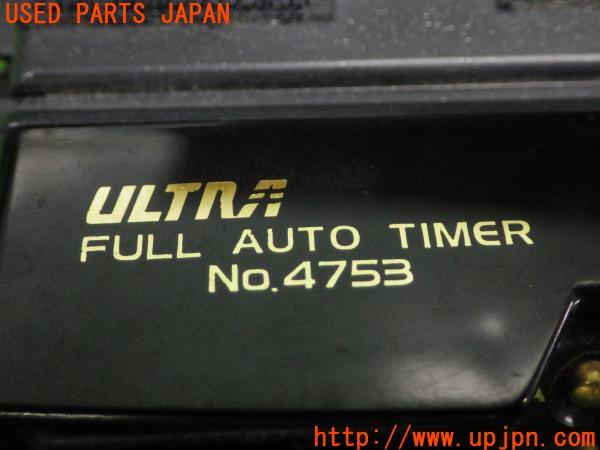 USED PARTS JAPAN
ULTRA
FULL AUTO TIMER
No.4753
http://www.upjpn.com/